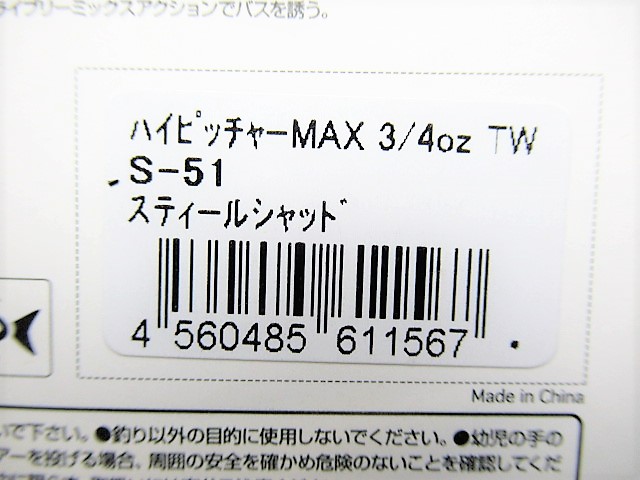 ライブリーミックスアクションでバスを誘う。
ﾊｲﾋﾟｯﾁｬｰMAX 3/4oz TW
S-51
ｽﾃｨｰﾙｼｬｯﾄﾞ
4 560485 611567
Made in China
いで下さい。●釣り以外の目的に使用しないでください。●幼児の手の
アーを投げる場合、周囲の安全を確かめ危険のないことを確認してくだ